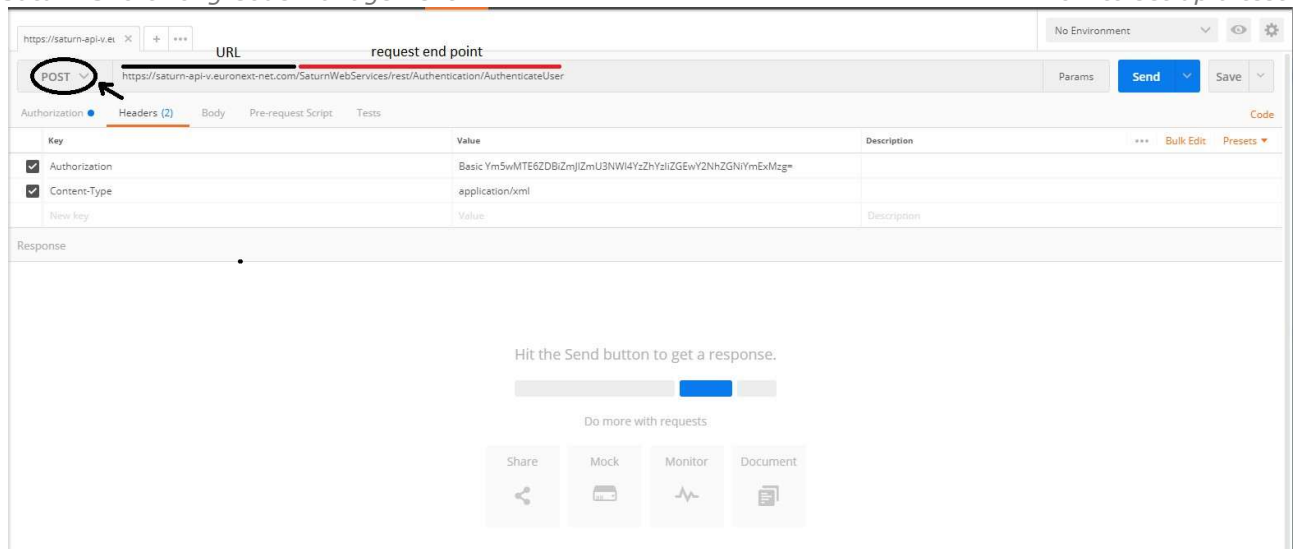 https://saturn-api-v.eu × + •••
No Environment
URL request end point
POST https://saturn-api-v.euronext-net.com/SaturnWebServices/rest/Authentication/AuthenticateUser Params Send Save
Authorization Headers (2) Body Pre-request Script Tests Code
Key Value Description ••• Bulk Edit Presets
Authorization
Content-Type application/xml
New key Value Description
Response
Hit the Send button to get a response.
Do more with requests
Share Mock Monitor Document